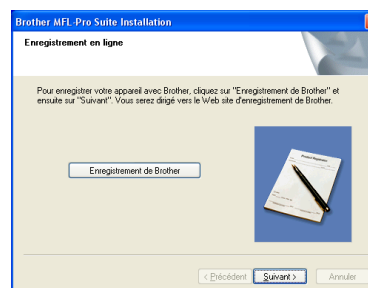 Brother MFL-Pro Suite Installation
Enregistrement en ligne
Pour enregistrer votre appareil avec Brother, cliquez sur "Enregistrement de Brother" et
ensuite sur "Suivant". Vous serez dirigé vers le Web site d'enregistrement de Brother.
Product Registration
Enregistrement de Brother
< Précédent
Suivant >
Annuler